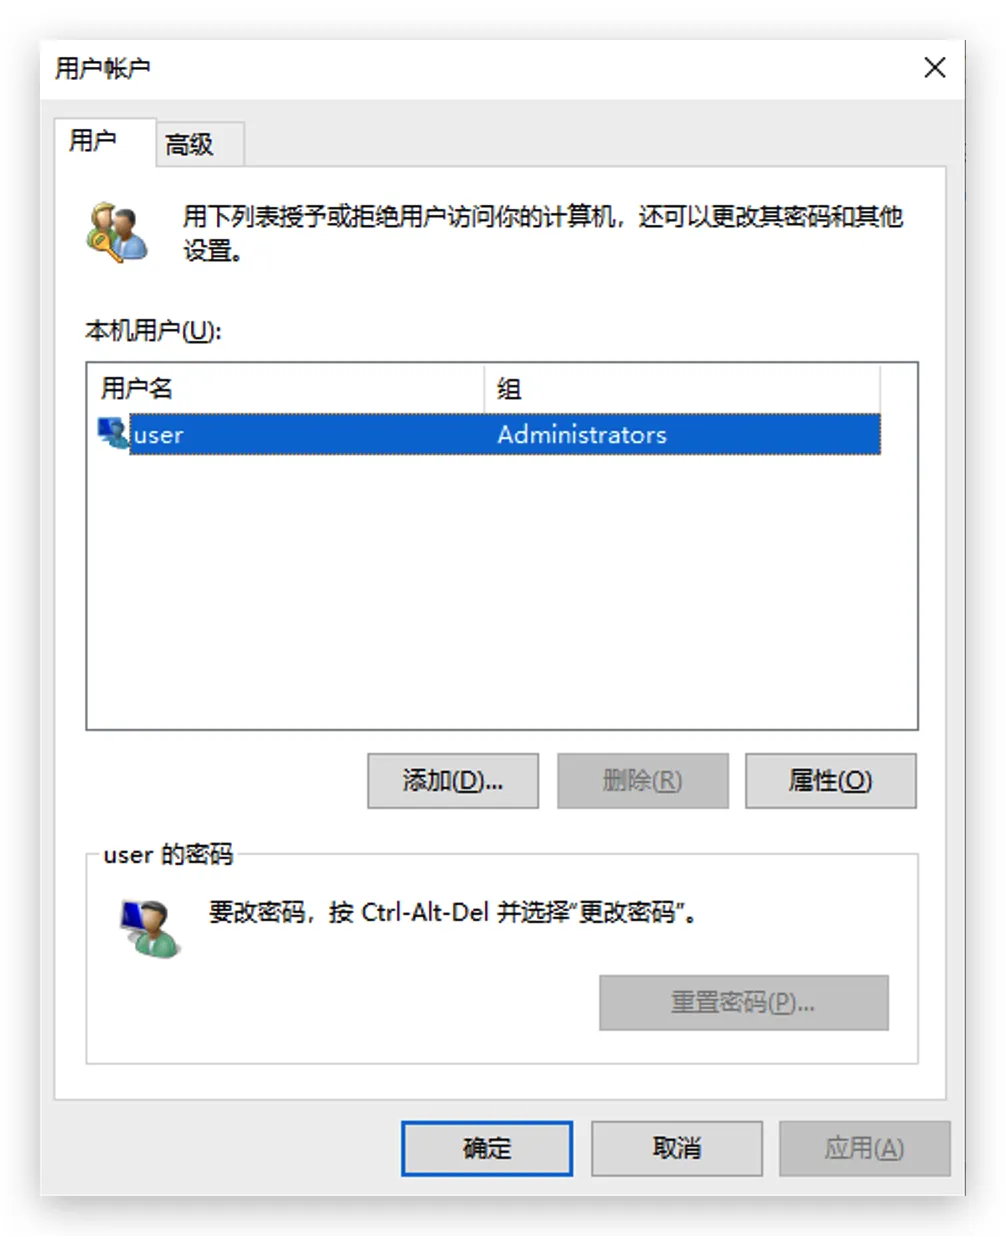 用户帐户
用户
高级
用下列表授予或拒绝用户访问你的计算机，还可以更改其密码和其他
设置。
本机用户(U):
用户名 组
user Administrators
添加(D)... 删除(R) 属性(O)
user 的密码
要改密码，按 Ctrl-Alt-Del 并选择“更改密码”。
重置密码(P)...
确定 取消 应用(A)